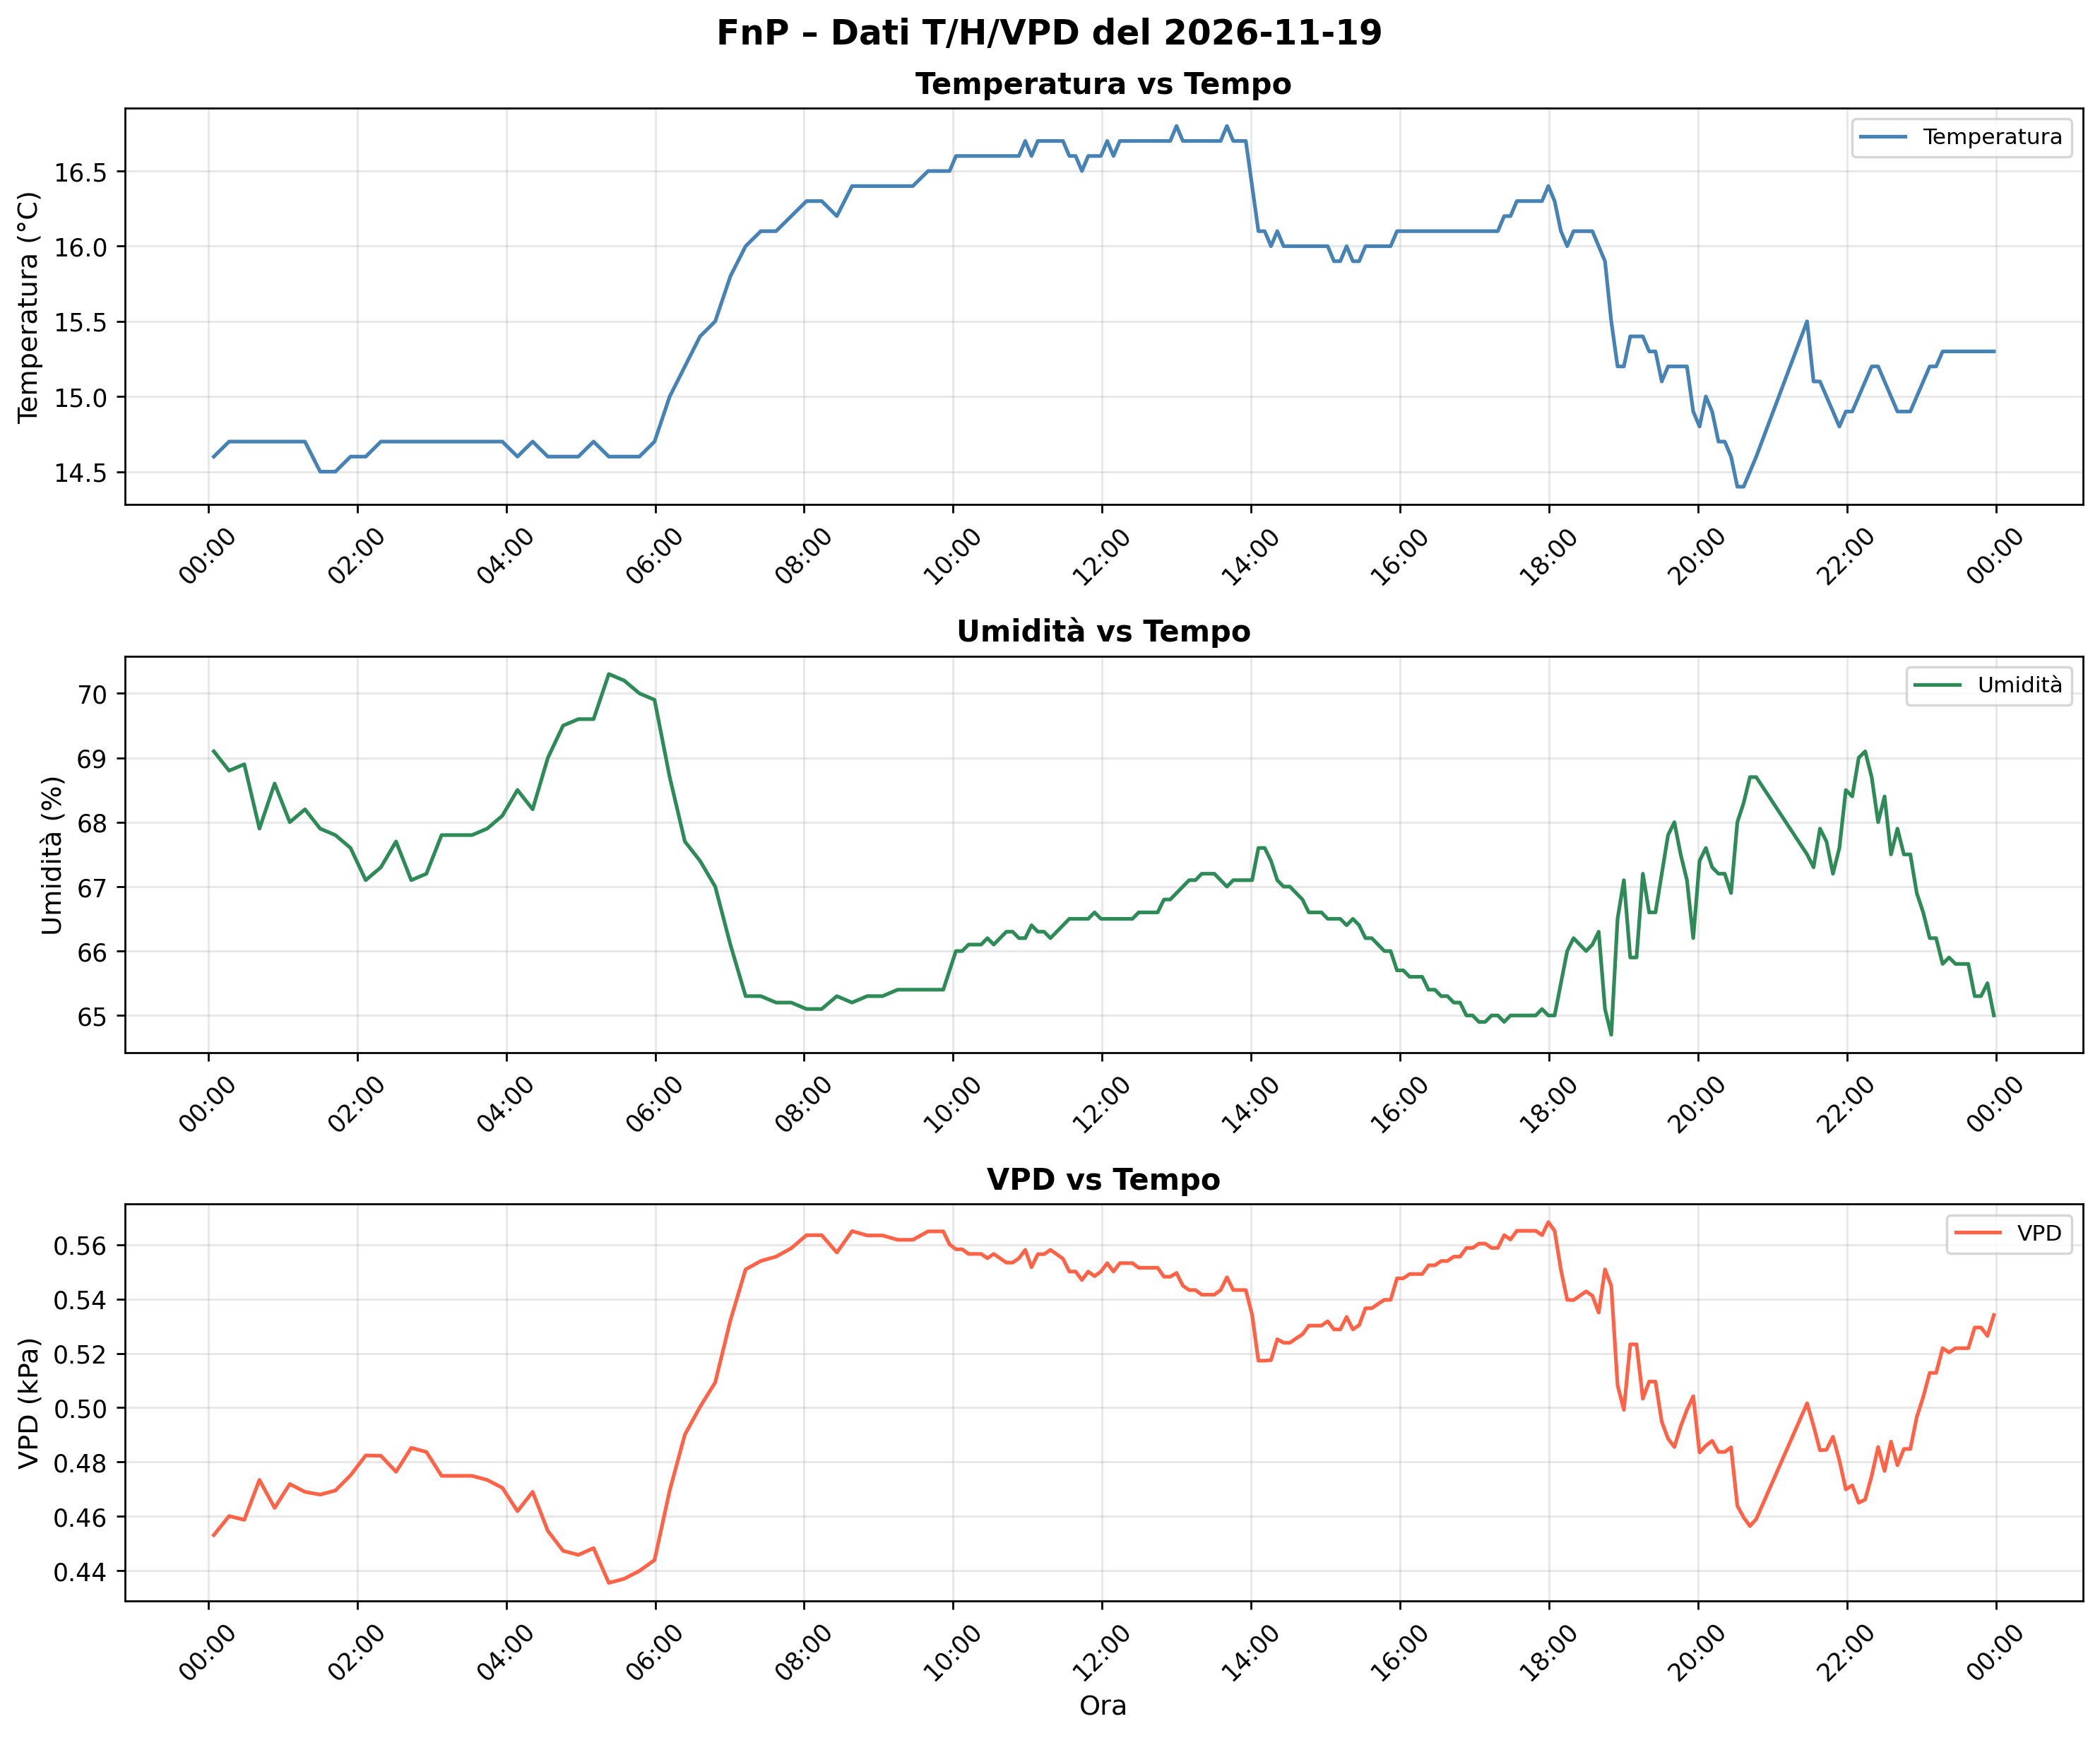 FnP – Dati T/H/VPD del 2026-11-19
Temperatura vs Tempo
Temperatura
Temperatura (°C)
16.5
16.0
15.5
15.0
14.5
00:00 02:00 04:00 06:00 08:00 10:00 12:00 14:00 16:00 18:00 20:00 22:00 00:00
Umidità vs Tempo
Umidità
Umidità (%)
70
69
68
67
66
65
00:00 02:00 04:00 06:00 08:00 10:00 12:00 14:00 16:00 18:00 20:00 22:00 00:00
VPD vs Tempo
VPD
VPD (kPa)
0.56
0.54
0.52
0.50
0.48
0.46
0.44
00:00 02:00 04:00 06:00 08:00 10:00 12:00 14:00 16:00 18:00 20:00 22:00 00:00
Ora